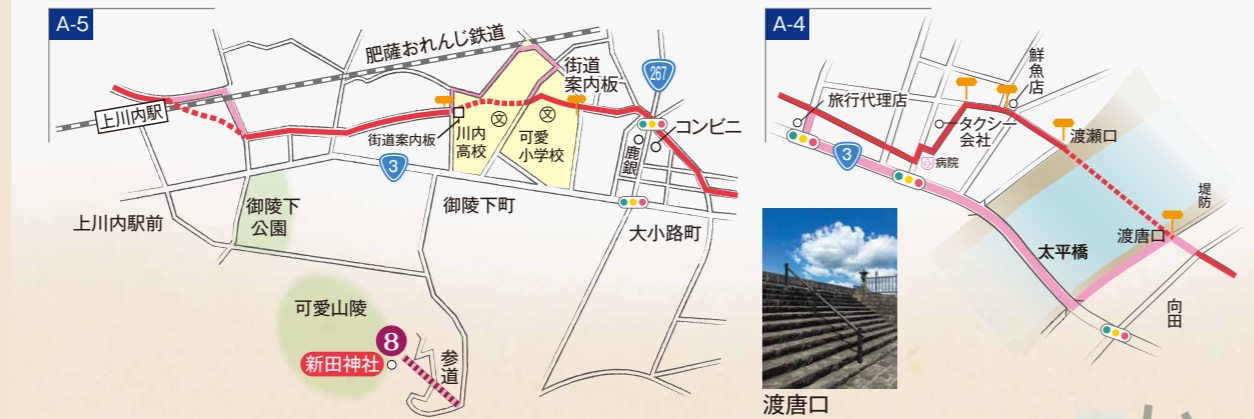 A-5
肥薩おれんじ鉄道
街道
案内板
267
上川内駅
コンビニ
街道案内板
川内
高校
文
文
可愛
小学校
鹿銀
3
上川内駅前
御陵下
公園
御陵下町
大小路町
可愛山陵
8
新田神社
参道
A-4
鮮魚店
旅行代理店
タクシー
会社
渡瀬口
3
病院
堤防
渡唐口
太平橋
向田
渡唐口